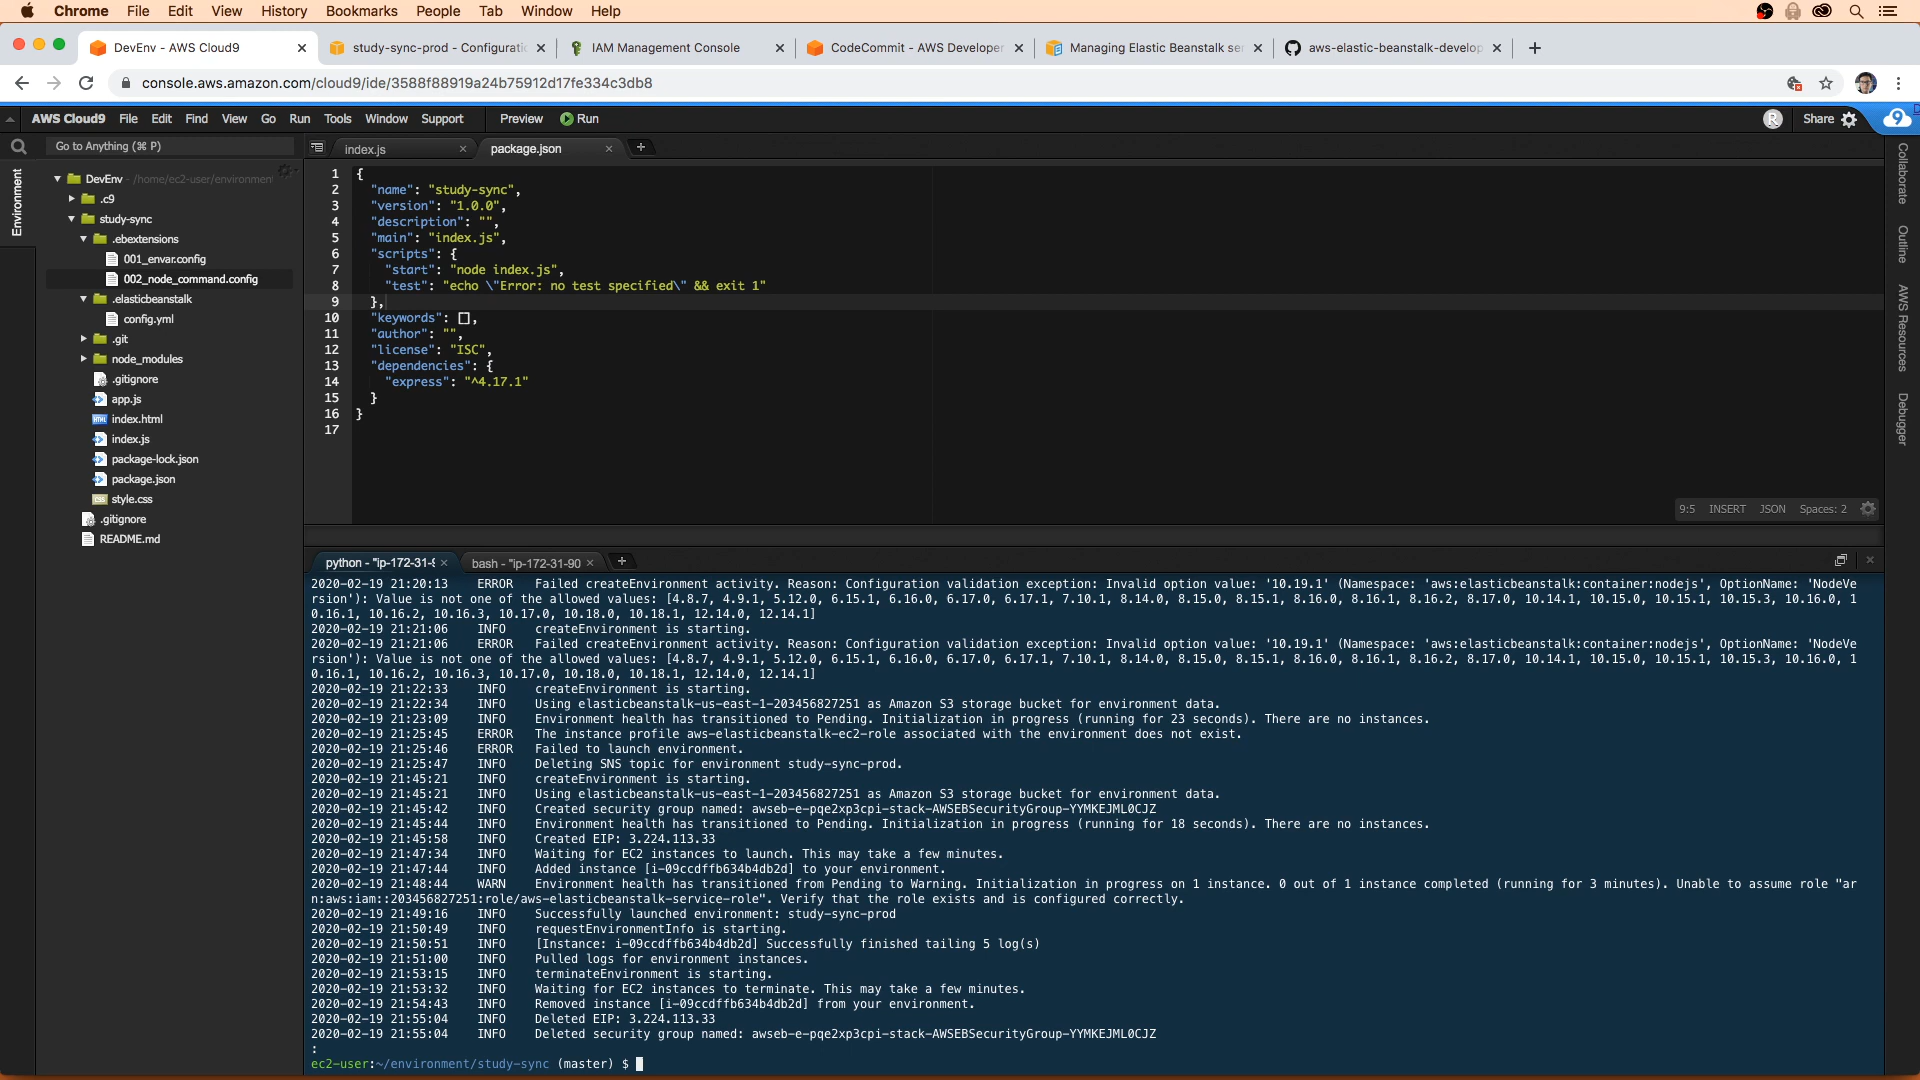 Chrome File Edit View History Bookmarks People Tab Window Help
DevEnv - AWS Cloud9
study-sync-prod - Configuratio
IAM Management Console
CodeCommit - AWS Developer
Managing Elastic Beanstalk se
aws-elastic-beanstalk-develop
console.aws.amazon.com/cloud9/ide/3588f88919a24b75912d17fe334c3db8
AWS Cloud9 File Edit Find View Go Run Tools Window Support Preview Run
R Share 9
Go to Anything (⌘ P)
index.js
package.json
Environment
DevEnv - /home/ec2-user/environment
.c9
study-sync
.ebextensions
001_envar.config
002_node_command.config
.elasticbeanstalk
config.yml
.git
node_modules
.gitignore
app.js
index.html
index.js
package-lock.json
package.json
style.css
.gitignore
README.md
1 {
2 "name": "study-sync",
3 "version": "1.0.0",
4 "description": "",
5 "main": "index.js",
6 "scripts": {
7 "start": "node index.js",
8 "test": "echo \"Error: no test specified\" && exit 1"
9 },
10 "keywords": [],
11 "author": "",
12 "license": "ISC",
13 "dependencies": {
14 "express": "^4.17.1"
15 }
16 }
17
Collaborate
Outline
AWS Resources
Debugger
9:5 INSERT JSON Spaces: 2
python - "ip-172-31-
bash - "ip-172-31-90
2020-02-19 21:20:13 ERROR Failed createEnvironment activity. Reason: Configuration validation exception: Invalid option value: '10.19.1' (Namespace: 'aws:elasticbeanstalk:container:nodejs', OptionName: 'NodeVe
rsion'): Value is not one of the allowed values: [4.8.7, 4.9.1, 5.12.0, 6.15.1, 6.16.0, 6.17.0, 6.17.1, 7.10.1, 8.14.0, 8.15.0, 8.15.1, 8.16.0, 8.16.1, 8.16.2, 8.17.0, 10.14.1, 10.15.0, 10.15.1, 10.15.3, 10.16.0, 1
0.16.1, 10.16.2, 10.16.3, 10.17.0, 10.18.0, 10.18.1, 12.14.0, 12.14.1]
2020-02-19 21:21:06 INFO createEnvironment is starting.
2020-02-19 21:21:06 ERROR Failed createEnvironment activity. Reason: Configuration validation exception: Invalid option value: '10.19.1' (Namespace: 'aws:elasticbeanstalk:container:nodejs', OptionName: 'NodeVe
rsion'): Value is not one of the allowed values: [4.8.7, 4.9.1, 5.12.0, 6.15.1, 6.16.0, 6.17.0, 6.17.1, 7.10.1, 8.14.0, 8.15.0, 8.15.1, 8.16.0, 8.16.1, 8.16.2, 8.17.0, 10.14.1, 10.15.0, 10.15.1, 10.15.3, 10.16.0, 1
0.16.1, 10.16.2, 10.16.3, 10.17.0, 10.18.0, 10.18.1, 12.14.0, 12.14.1]
2020-02-19 21:22:33 INFO createEnvironment is starting.
2020-02-19 21:22:34 INFO Using elasticbeanstalk-us-east-1-203456827251 as Amazon S3 storage bucket for environment data.
2020-02-19 21:23:09 INFO Environment health has transitioned to Pending. Initialization in progress (running for 23 seconds). There are no instances.
2020-02-19 21:25:45 ERROR The instance profile aws-elasticbeanstalk-ec2-role associated with the environment does not exist.
2020-02-19 21:25:46 ERROR Failed to launch environment.
2020-02-19 21:25:47 INFO Deleting SNS topic for environment study-sync-prod.
2020-02-19 21:45:21 INFO createEnvironment is starting.
2020-02-19 21:45:21 INFO Using elasticbeanstalk-us-east-1-203456827251 as Amazon S3 storage bucket for environment data.
2020-02-19 21:45:42 INFO Created security group named: awseb-e-pqe2xp3cpi-stack-AWSEBSecurityGroup-YYMKEJML0CJZ
2020-02-19 21:45:44 INFO Environment health has transitioned to Pending. Initialization in progress (running for 18 seconds). There are no instances.
2020-02-19 21:45:58 INFO Created EIP: 3.224.113.33
2020-02-19 21:47:34 INFO Waiting for EC2 instances to launch. This may take a few minutes.
2020-02-19 21:47:44 INFO Added instance [i-09ccdffb634b4db2d] to your environment.
2020-02-19 21:48:44 WARN Environment health has transitioned from Pending to Warning. Initialization in progress on 1 instance. 0 out of 1 instance completed (running for 3 minutes). Unable to assume role "ar
n:aws:iam::203456827251:role/aws-elasticbeanstalk-service-role". Verify that the role exists and is configured correctly.
2020-02-19 21:49:16 INFO Successfully launched environment: study-sync-prod
2020-02-19 21:50:49 INFO requestEnvironmentInfo is starting.
2020-02-19 21:50:51 INFO [Instance: i-09ccdffb634b4db2d] Successfully finished tailing 5 log(s)
2020-02-19 21:51:00 INFO Pulled logs for environment instances.
2020-02-19 21:53:15 INFO terminateEnvironment is starting.
2020-02-19 21:53:32 INFO Waiting for EC2 instances to terminate. This may take a few minutes.
2020-02-19 21:54:43 INFO Removed instance [i-09ccdffb634b4db2d] from your environment.
2020-02-19 21:55:04 INFO Deleted EIP: 3.224.113.33
2020-02-19 21:55:04 INFO Deleted security group named: awseb-e-pqe2xp3cpi-stack-AWSEBSecurityGroup-YYMKEJML0CJZ
:
ec2-user:~/environment/study-sync (master) $